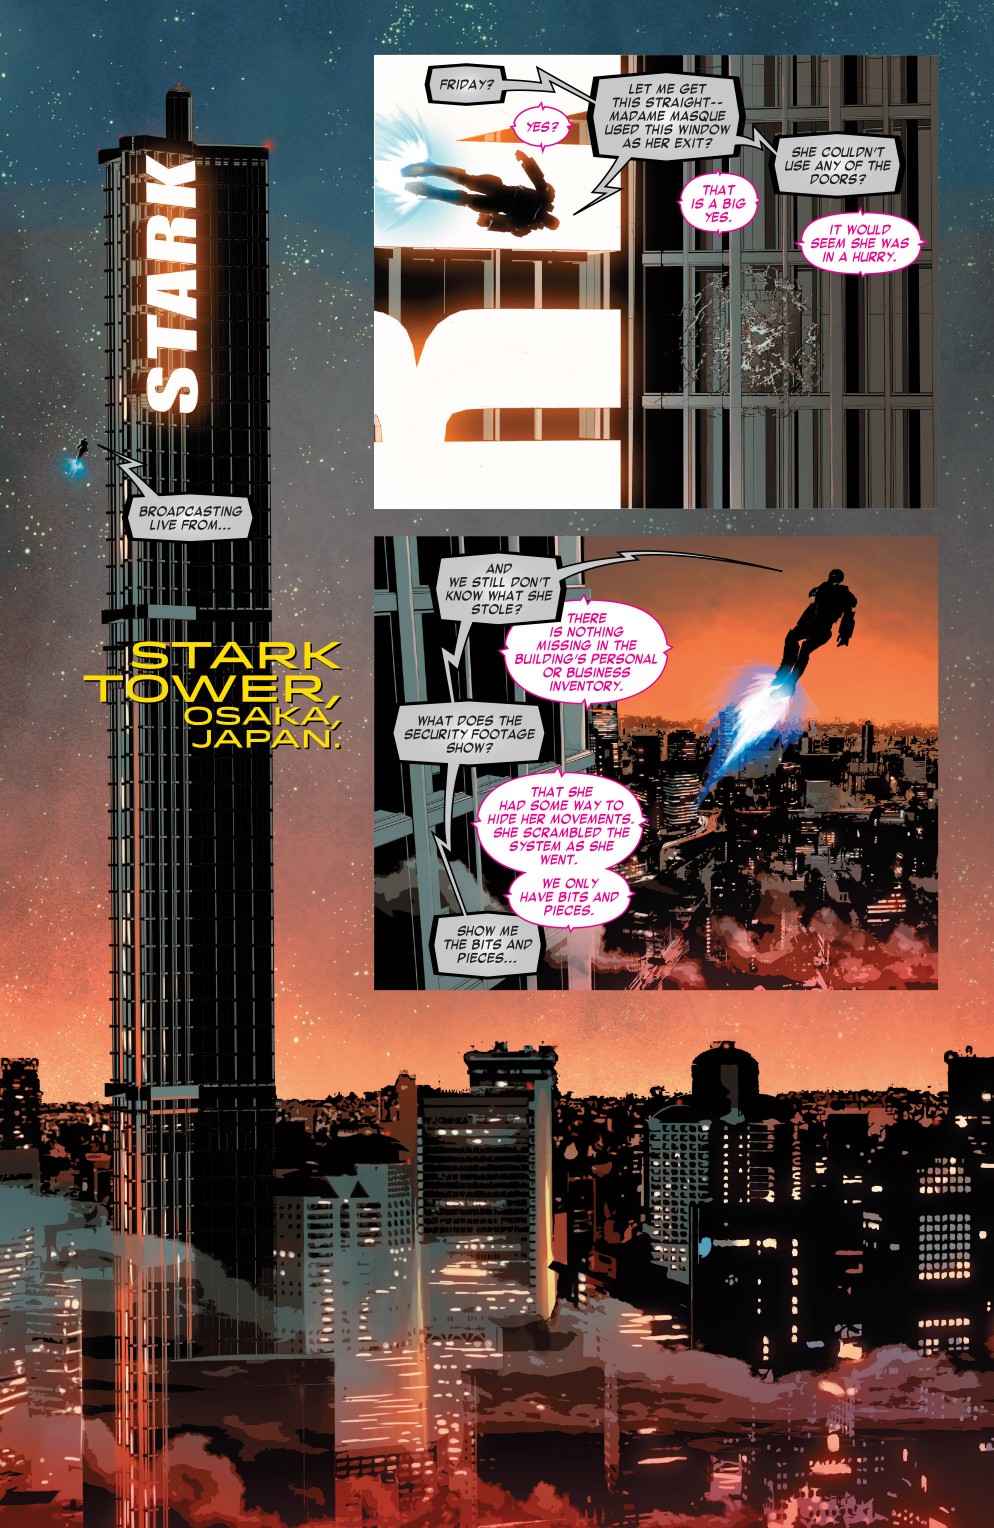 STARK
BROADCASTING
LIVE FROM...
STARK
TOWER,
OSAKA,
JAPAN.
FRIDAY?
YES?
LET ME GET
THIS STRAIGHT--
MADAME MASQUE
USED THIS WINDOW
AS HER EXIT?
THAT
IS A BIG
YES.
SHE COULDN'T
USE ANY OF THE
DOORS?
IT WOULD
SEEM SHE WAS
IN A HURRY.
AND
WE STILL DON'T
KNOW WHAT SHE
STOLE?
THERE
IS NOTHING
MISSING IN THE
BUILDING'S PERSONAL
OR BUSINESS
INVENTORY.
WHAT DOES THE
SECURITY FOOTAGE
SHOW?
THAT SHE
HAD SOME WAY TO
HIDE HER MOVEMENTS.
SHE SCRAMBLED THE
SYSTEM AS SHE
WENT.
WE ONLY
HAVE BITS AND
PIECES.
SHOW ME
THE BITS AND
PIECES...